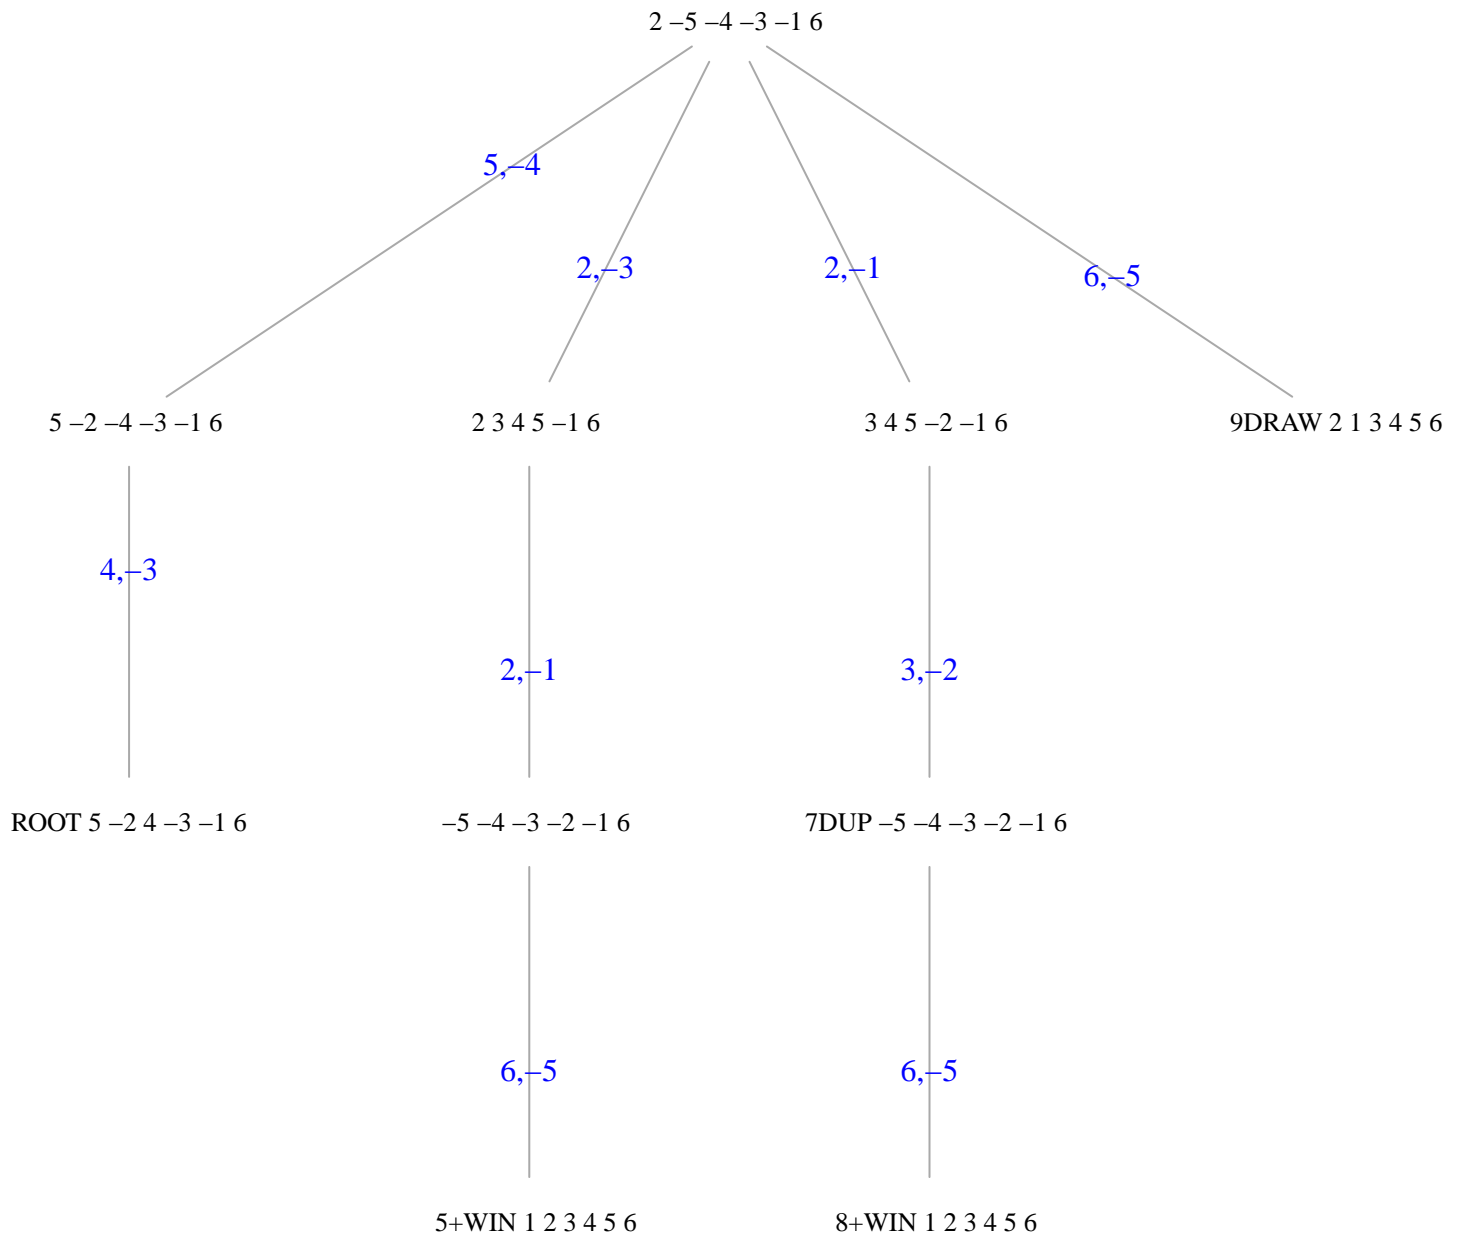 2 –5 –4 –3 –1 6
5,–4
2,–3
2,–1
6,–5
5 –2 –4 –3 –1 6
2 3 4 5 –1 6
3 4 5 –2 –1 6
9DRAW 2 1 3 4 5 6
4,–3
2,–1
3,–2
ROOT 5 –2 4 –3 –1 6
–5 –4 –3 –2 –1 6
7DUP –5 –4 –3 –2 –1 6
6,–5
6,–5
5+WIN 1 2 3 4 5 6
8+WIN 1 2 3 4 5 6